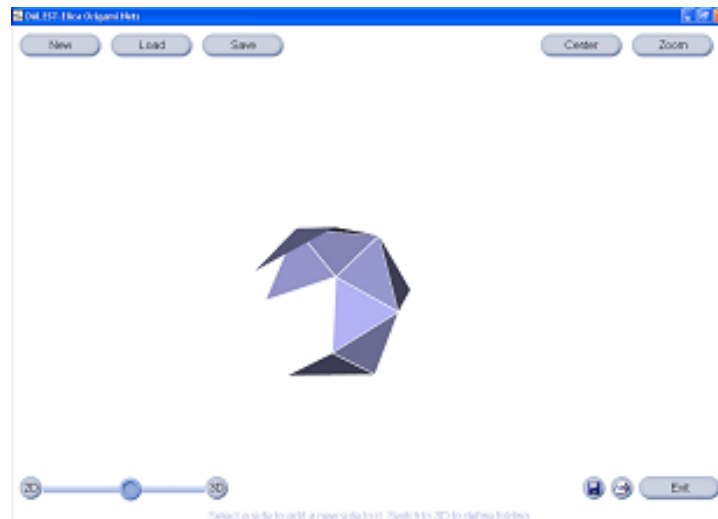 DALEST-Elica Origami Nets
New Load Save Center Zoom
2D 3D Exit
Select a side to add a new side to it. Switch to 3D to define folding.